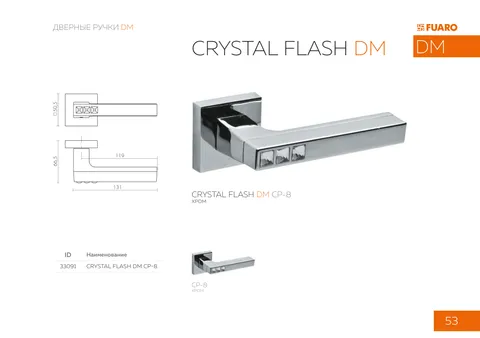 ДВЕРНЫЕ РУЧКИ DM
FUARO
CRYSTAL FLASH DM
DM
50,5
119
66,5
131
CRYSTAL FLASH DM CP-8
ХРОМ
ID Наименование
33091 CRYSTAL FLASH DM CP-8
CP-8
ХРОМ
53